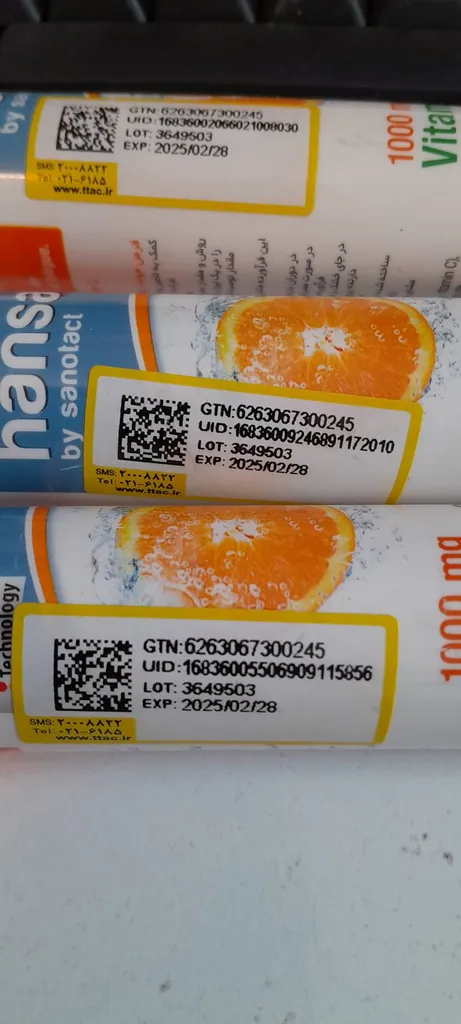 by sa
GTN: 6263067300245
UID: 16836002066021008030
LOT: 3649503
EXP: 2025/02/28
SMS: ۲۰۰۰۸۸۲۲
Tel: ۰۲۱-۶۱۸۵
www.ttac.ir
1000 m
Vitam
hansa
by sanotact
GTN:6263067300245
UID:16836009246891172010
LOT: 3649503
EXP: 2025/02/28
SMS: ۲۰۰۰۸۸۲۲
Tel: ۰۲۱-۶۱۸۵
www.ttac.ir
Technology
1000 mg
GTN:6263067300245
UID:16836005506909115856
LOT: 3649503
EXP: 2025/02/28
SMS: ۲۰۰۰۸۸۲۲
Tel: ۰۲۱-۶۱۸۵
www.ttac.ir